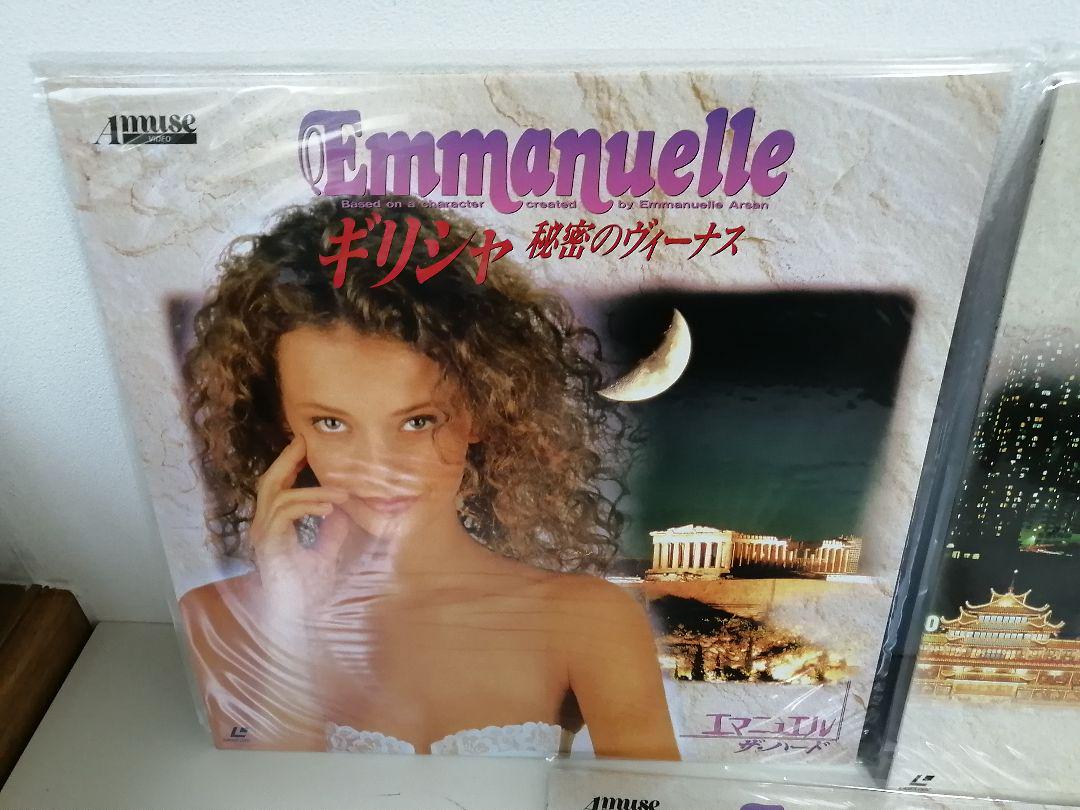 Amuse
VIDEO
Emmanuelle
Based on a character created by Emmanuelle Arsan
ギリシャ 秘密のヴィーナス
エマニュエル
ザ・ハード
Amuse